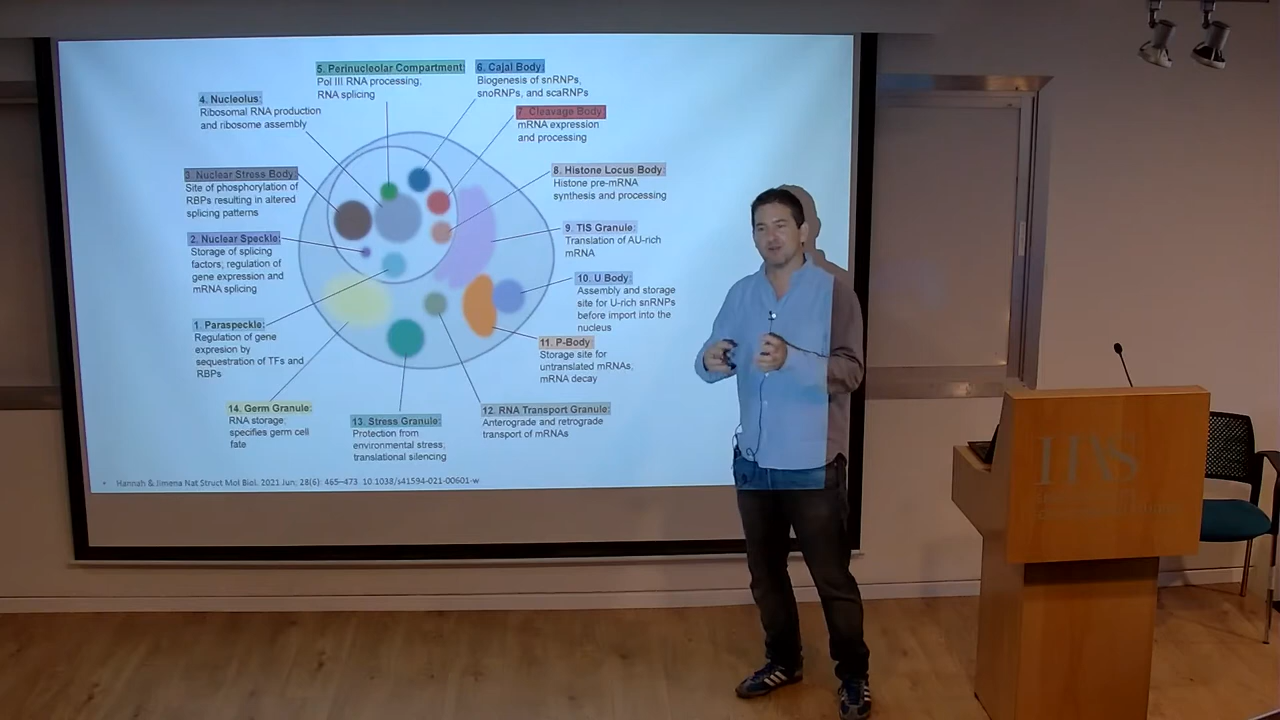 5. Perinucleolar Compartment:
Pol III RNA processing,
RNA splicing
6. Cajal Body:
Biogenesis of snRNPs,
snoRNPs, and scaRNPs
4. Nucleolus:
Ribosomal RNA production
and ribosome assembly
7. Cleavage Body:
mRNA expression
and processing
3. Nuclear Stress Body:
Site of phosphorylation of
RBPs resulting in altered
splicing patterns
8. Histone Locus Body:
Histone pre-mRNA
synthesis and processing
2. Nuclear Speckle:
Storage of splicing
factors; regulation of
gene expression and
mRNA splicing
9. TIS Granule:
Translation of AU-rich
mRNA
10. U Body:
Assembly and storage
site for U-rich snRNPs
before import into the
nucleus
1. Paraspeckle:
Regulation of gene
expresion by
sequestration of TFs and
RBPs
11. P-Body:
Storage site for
untranslated mRNAs;
mRNA decay
14. Germ Granule:
RNA storage;
specifies germ cell
fate
13. Stress Granule:
Protection from
environmental stress;
translational silencing
12. RNA Transport Granule:
Anterograde and retrograde
transport of mRNAs
• Hannah & Jimena Nat Struct Mol Biol. 2021 Jun; 28(6): 465–473 10.1038/s41594-021-00601-w
IIAS